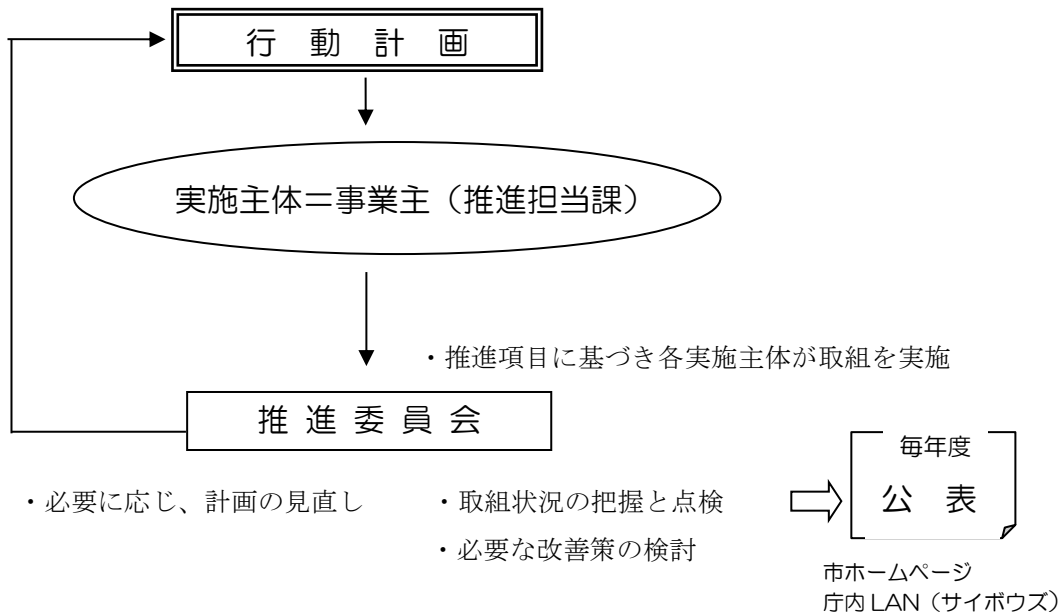 行 動 計 画
実施主体＝事業主（推進担当課）
・推進項目に基づき各実施主体が取組を実施
推 進 委 員 会
毎年度
公 表
・必要に応じ、計画の見直し
・取組状況の把握と点検
・必要な改善策の検討
市ホームページ
庁内 LAN（サイボウズ）